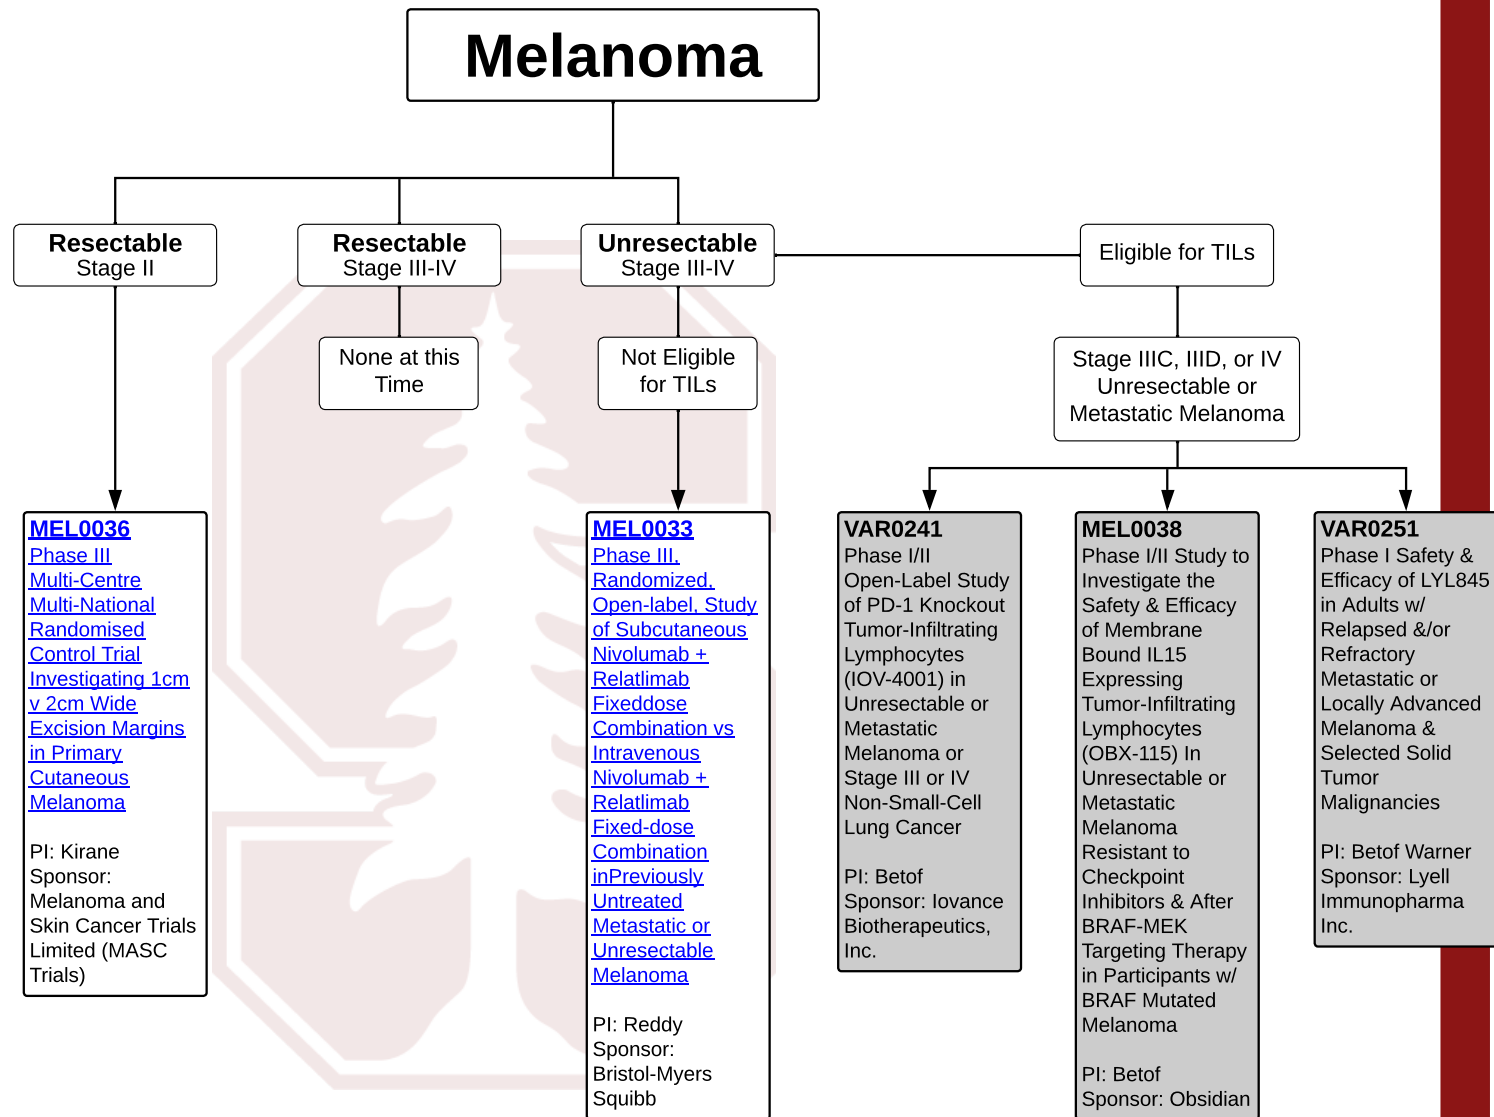 Melanoma
Resectable
Stage II
Resectable
Stage III-IV
Unresectable
Stage III-IV
Eligible for TILs
None at this
Time
Not Eligible
for TILs
Stage IIIC, IIID, or IV
Unresectable or
Metastatic Melanoma
MEL0036
Phase III
Multi-Centre
Multi-National
Randomised
Control Trial
Investigating 1cm
v 2cm Wide
Excision Margins
in Primary
Cutaneous
Melanoma
PI: Kirane
Sponsor:
Melanoma and
Skin Cancer Trials
Limited (MASC
Trials)
MEL0033
Phase III,
Randomized,
Open-label, Study
of Subcutaneous
Nivolumab +
Relatlimab
Fixeddose
Combination vs
Intravenous
Nivolumab +
Relatlimab
Fixed-dose
Combination
inPreviously
Untreated
Metastatic or
Unresectable
Melanoma
PI: Reddy
Sponsor:
Bristol-Myers
Squibb
VAR0241
Phase I/II
Open-Label Study
of PD-1 Knockout
Tumor-Infiltrating
Lymphocytes
(IOV-4001) in
Unresectable or
Metastatic
Melanoma or
Stage III or IV
Non-Small-Cell
Lung Cancer
PI: Betof
Sponsor: Iovance
Biotherapeutics,
Inc.
MEL0038
Phase I/II Study to
Investigate the
Safety & Efficacy
of Membrane
Bound IL15
Expressing
Tumor-Infiltrating
Lymphocytes
(OBX-115) In
Unresectable or
Metastatic
Melanoma
Resistant to
Checkpoint
Inhibitors & After
BRAF-MEK
Targeting Therapy
in Participants w/
BRAF Mutated
Melanoma
PI: Betof
Sponsor: Obsidian
VAR0251
Phase I Safety &
Efficacy of LYL845
in Adults w/
Relapsed &/or
Refractory
Metastatic or
Locally Advanced
Melanoma &
Selected Solid
Tumor
Malignancies
PI: Betof Warner
Sponsor: Lyell
Immunopharma
Inc.